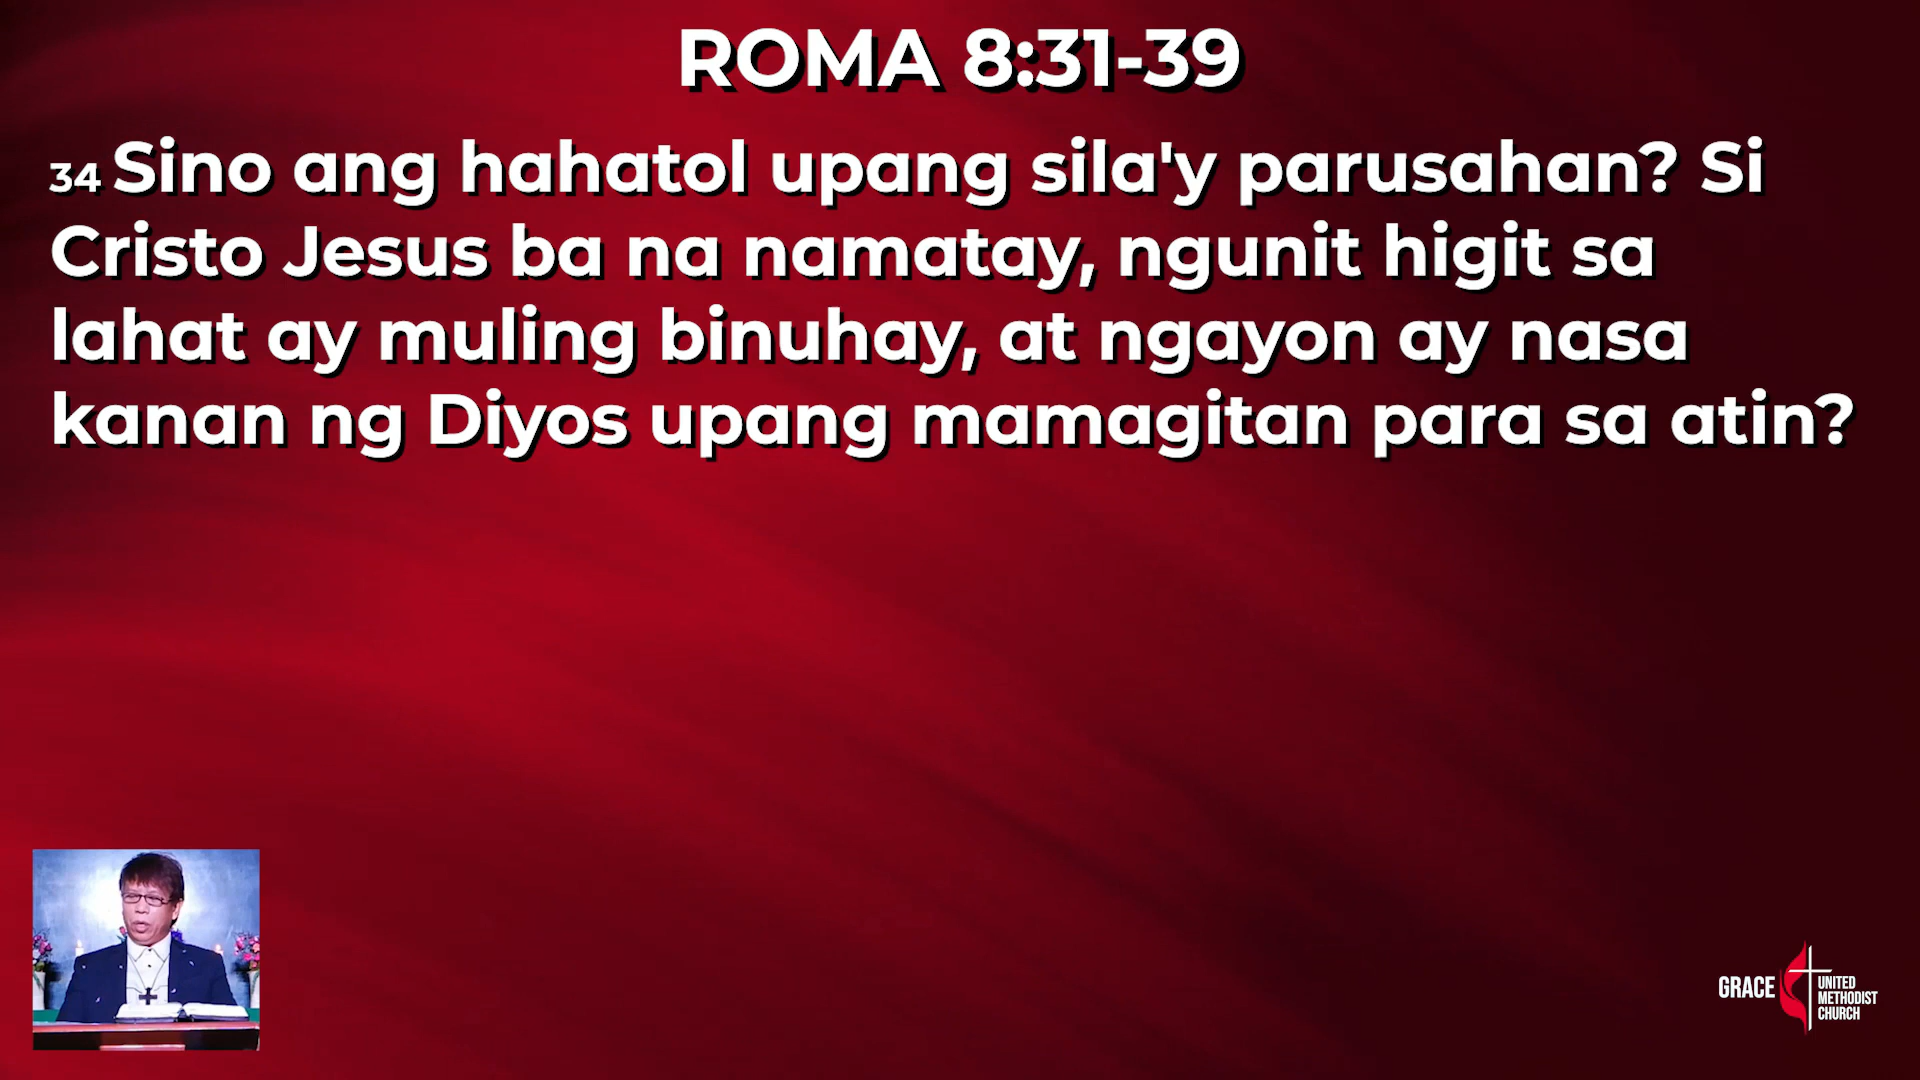 ROMA 8:31-39
34 Sino ang hahatol upang sila'y parusahan? Si
Cristo Jesus ba na namatay, ngunit higit sa
lahat ay muling binuhay, at ngayon ay nasa
kanan ng Diyos upang mamagitan para sa atin?
GRACE
UNITED
METHODIST
CHURCH